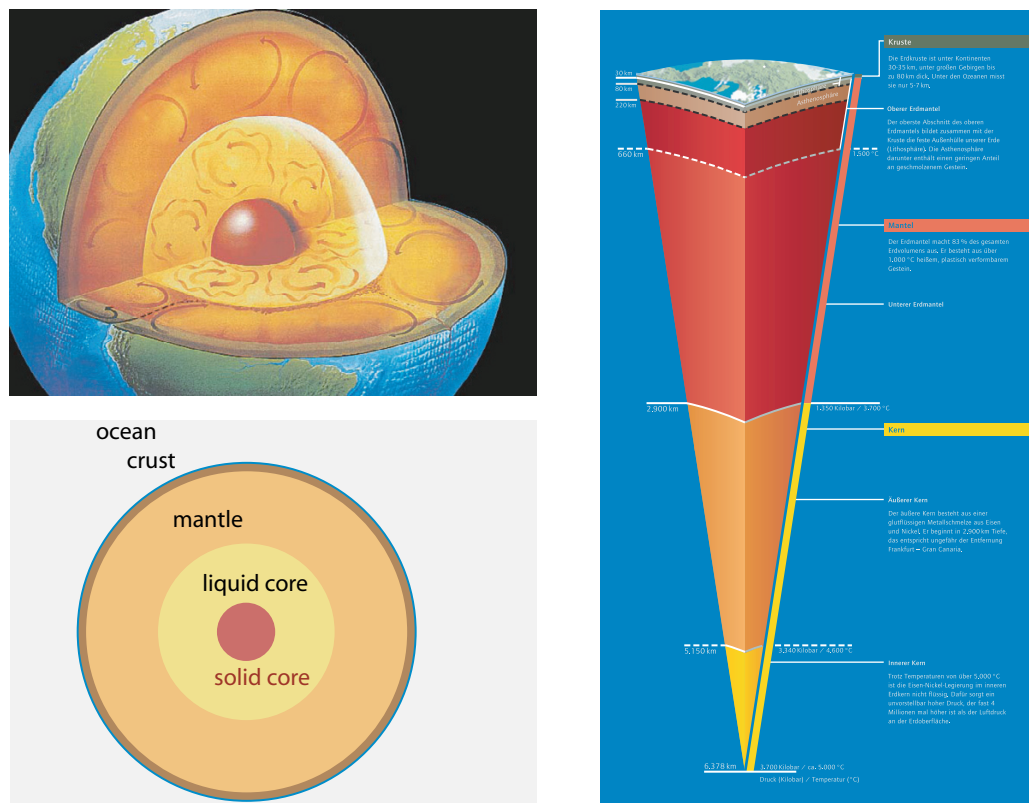 ocean
crust
mantle
liquid core
solid core
30 km
80 km
220 km
660 km
2.900 km
5.150 km
6.378 km
Asthenosphäre
1.500 °C
1.350 Kilobar / 3.700 °C
3.340 Kilobar / 4.600 °C
3.700 Kilobar / ca. 5.000 °C
Druck (Kilobar) / Temperatur (°C)
Kruste
Die Erdkruste ist unter Kontinenten
30-35 km, unter großen Gebirgen bis
zu 80 km dick. Unter den Ozeanen misst
sie nur 5-7 km.
Oberer Erdmantel
Der oberste Abschnitt des oberen
Erdmantels bildet zusammen mit der
Kruste die feste Außenhülle unserer Erde
(Lithosphäre). Die Asthenosphäre
darunter enthält einen geringen Anteil
an geschmolzenem Gestein.
Mantel
Der Erdmantel macht 83 % des gesamten
Erdvolumens aus. Er besteht aus über
1.000 °C heißem, plastisch verformbarem
Gestein.
Unterer Erdmantel
Kern
Äußerer Kern
Der äußere Kern besteht aus einer
glutflüssigen Metallschmelze aus Eisen
und Nickel. Er beginnt in 2.900 km Tiefe,
das entspricht ungefähr der Entfernung
Frankfurt – Gran Canaria.
Innerer Kern
Trotz Temperaturen von über 5.000 °C
ist die Eisen-Nickel-Legierung im inneren
Erdkern nicht flüssig. Dafür sorgt ein
unvorstellbar hoher Druck, der fast 4
Millionen mal höher ist als der Luftdruck
an der Erdoberfläche.